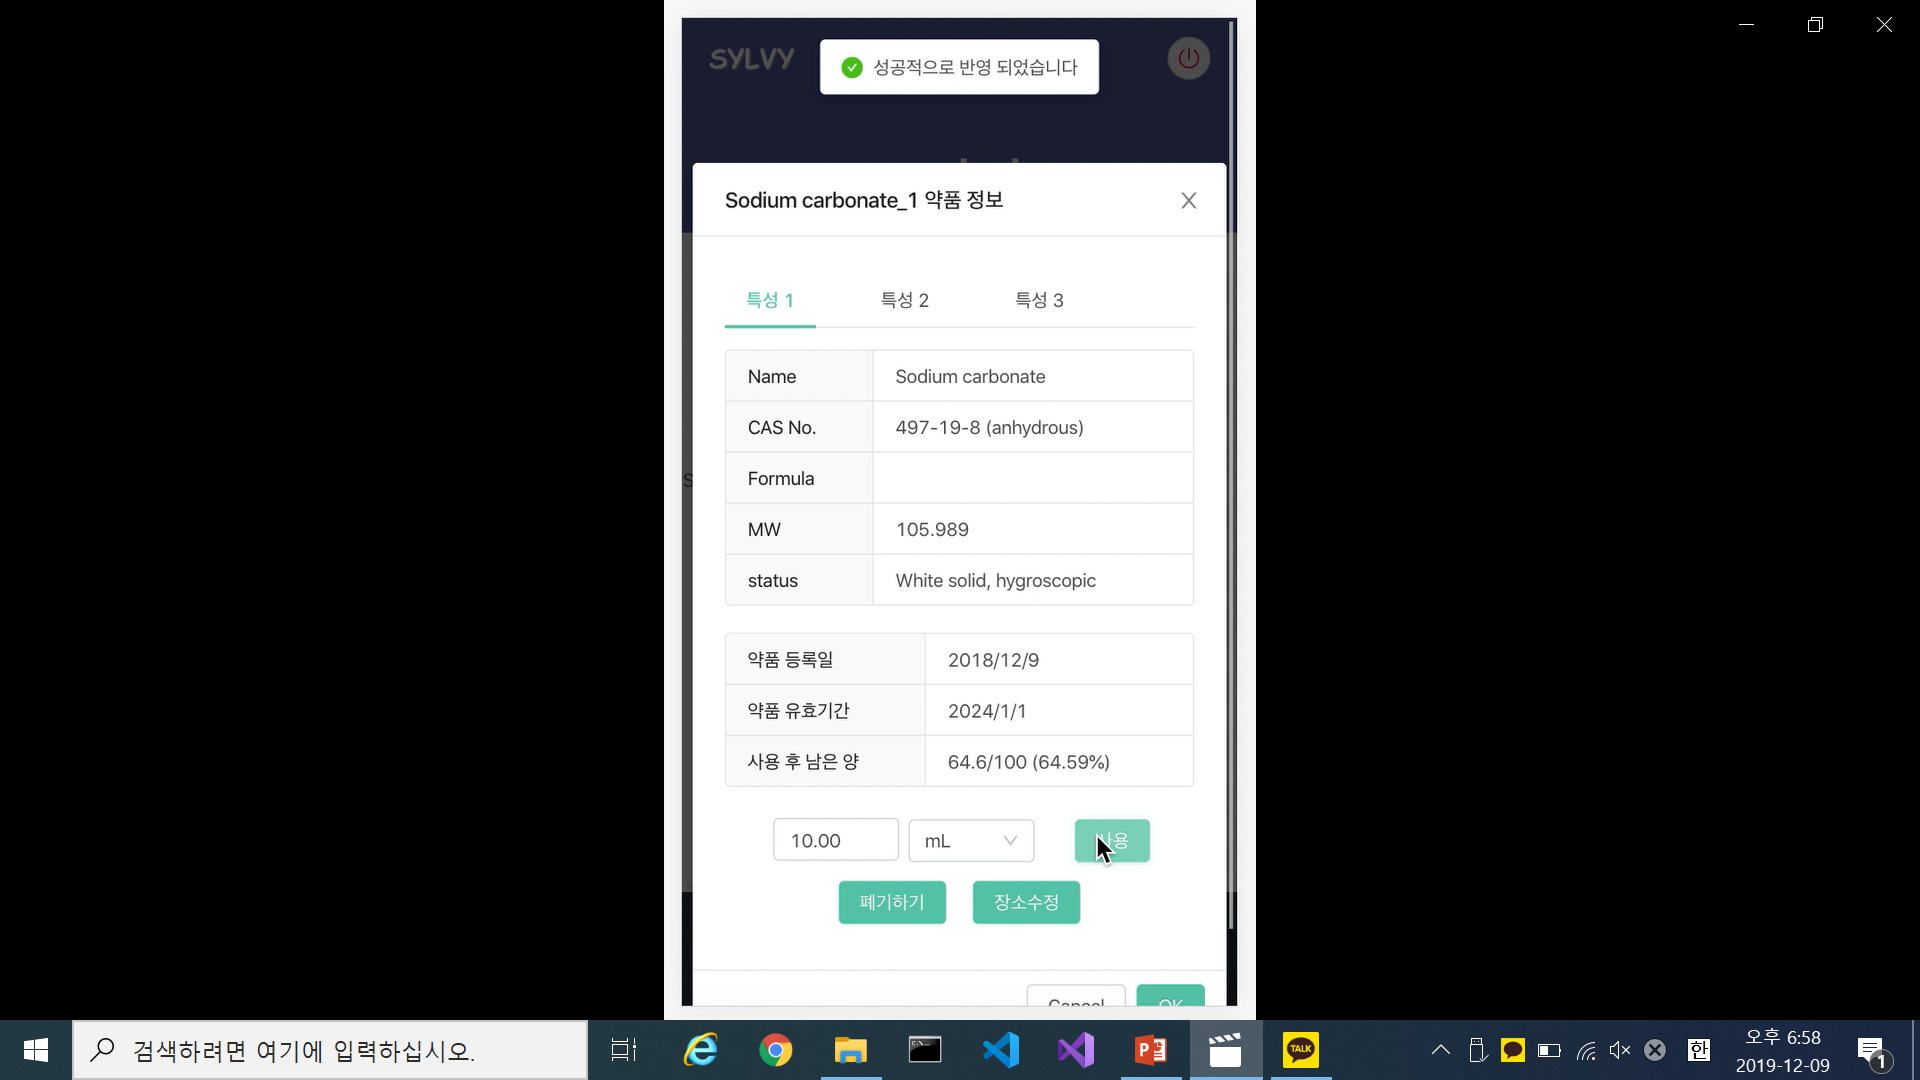 SYLVY
성공적으로 반영 되었습니다
Sodium carbonate_1 약품 정보
특성 1
특성 2
특성 3
Name
Sodium carbonate
CAS No.
497-19-8 (anhydrous)
Formula
MW
105.989
status
White solid, hygroscopic
약품 등록일
2018/12/9
약품 유효기간
2024/1/1
사용 후 남은 양
64.6/100 (64.59%)
10.00
mL
사용
폐기하기
장소수정
Cancel
OK
검색하려면 여기에 입력하십시오.
TALK
한
오후 6:58
2019-12-09
1